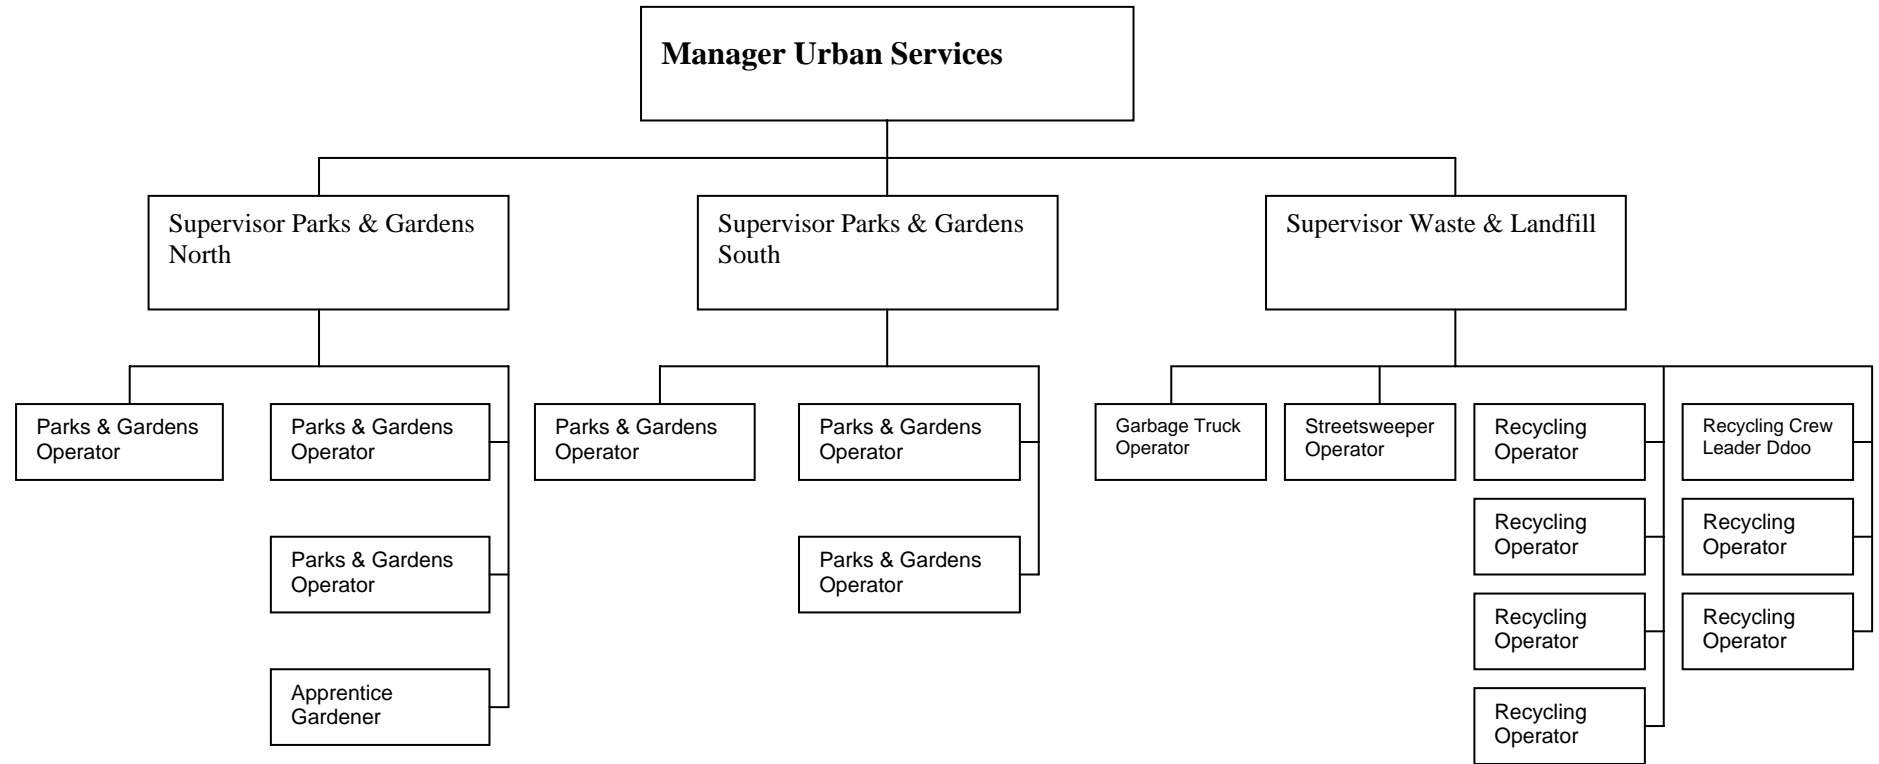 Manager Urban Services
Supervisor Parks & Gardens
North
Supervisor Parks & Gardens
South
Supervisor Waste & Landfill
Parks & Gardens
Operator
Parks & Gardens
Operator
Parks & Gardens
Operator
Apprentice
Gardener
Parks & Gardens
Operator
Parks & Gardens
Operator
Parks & Gardens
Operator
Garbage Truck
Operator
Streetsweeper
Operator
Recycling
Operator
Recycling
Operator
Recycling
Operator
Recycling
Operator
Recycling Crew
Leader Ddoo
Recycling
Operator
Recycling
Operator